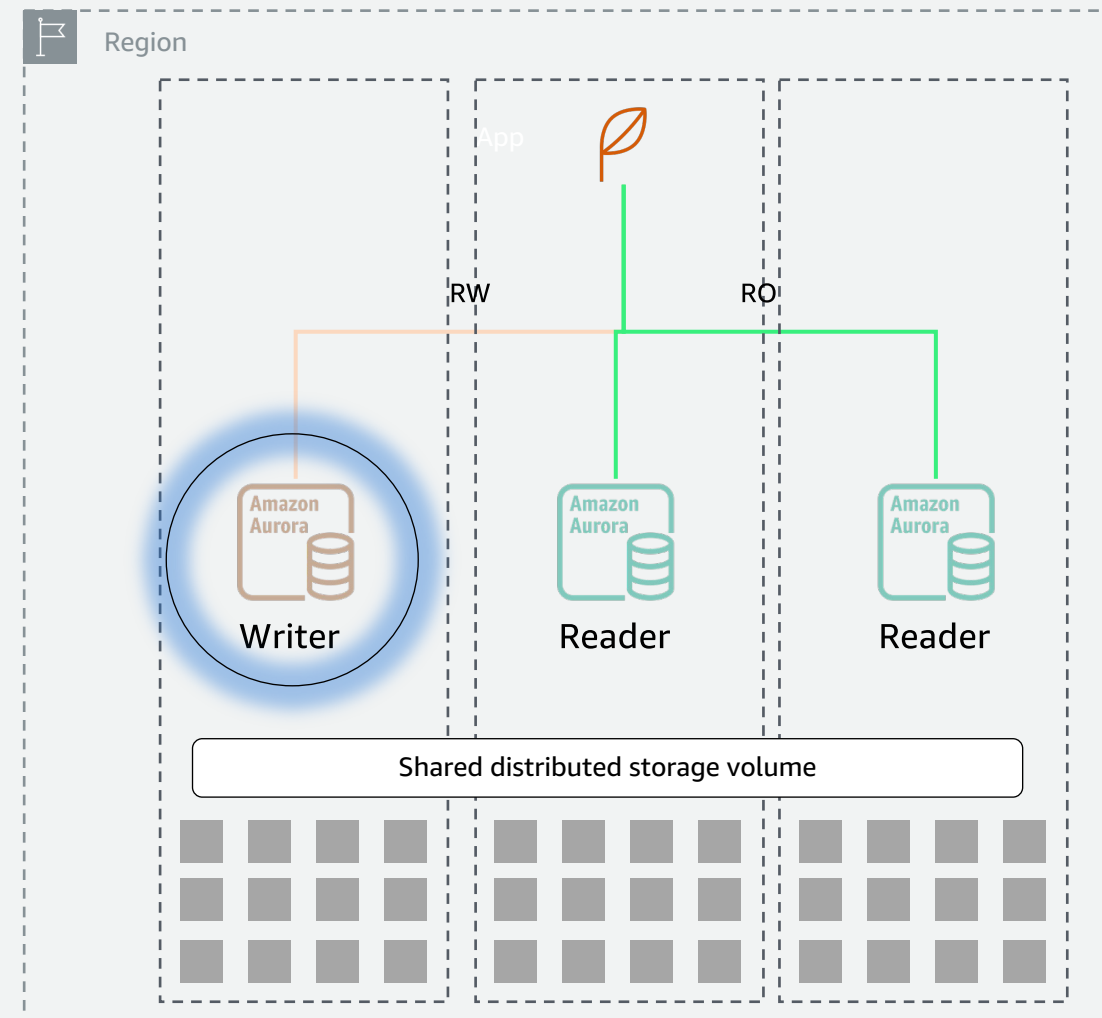 Region
App
RW
RO
Amazon
Aurora
Amazon
Aurora
Amazon
Aurora
Writer
Reader
Reader
Shared distributed storage volume